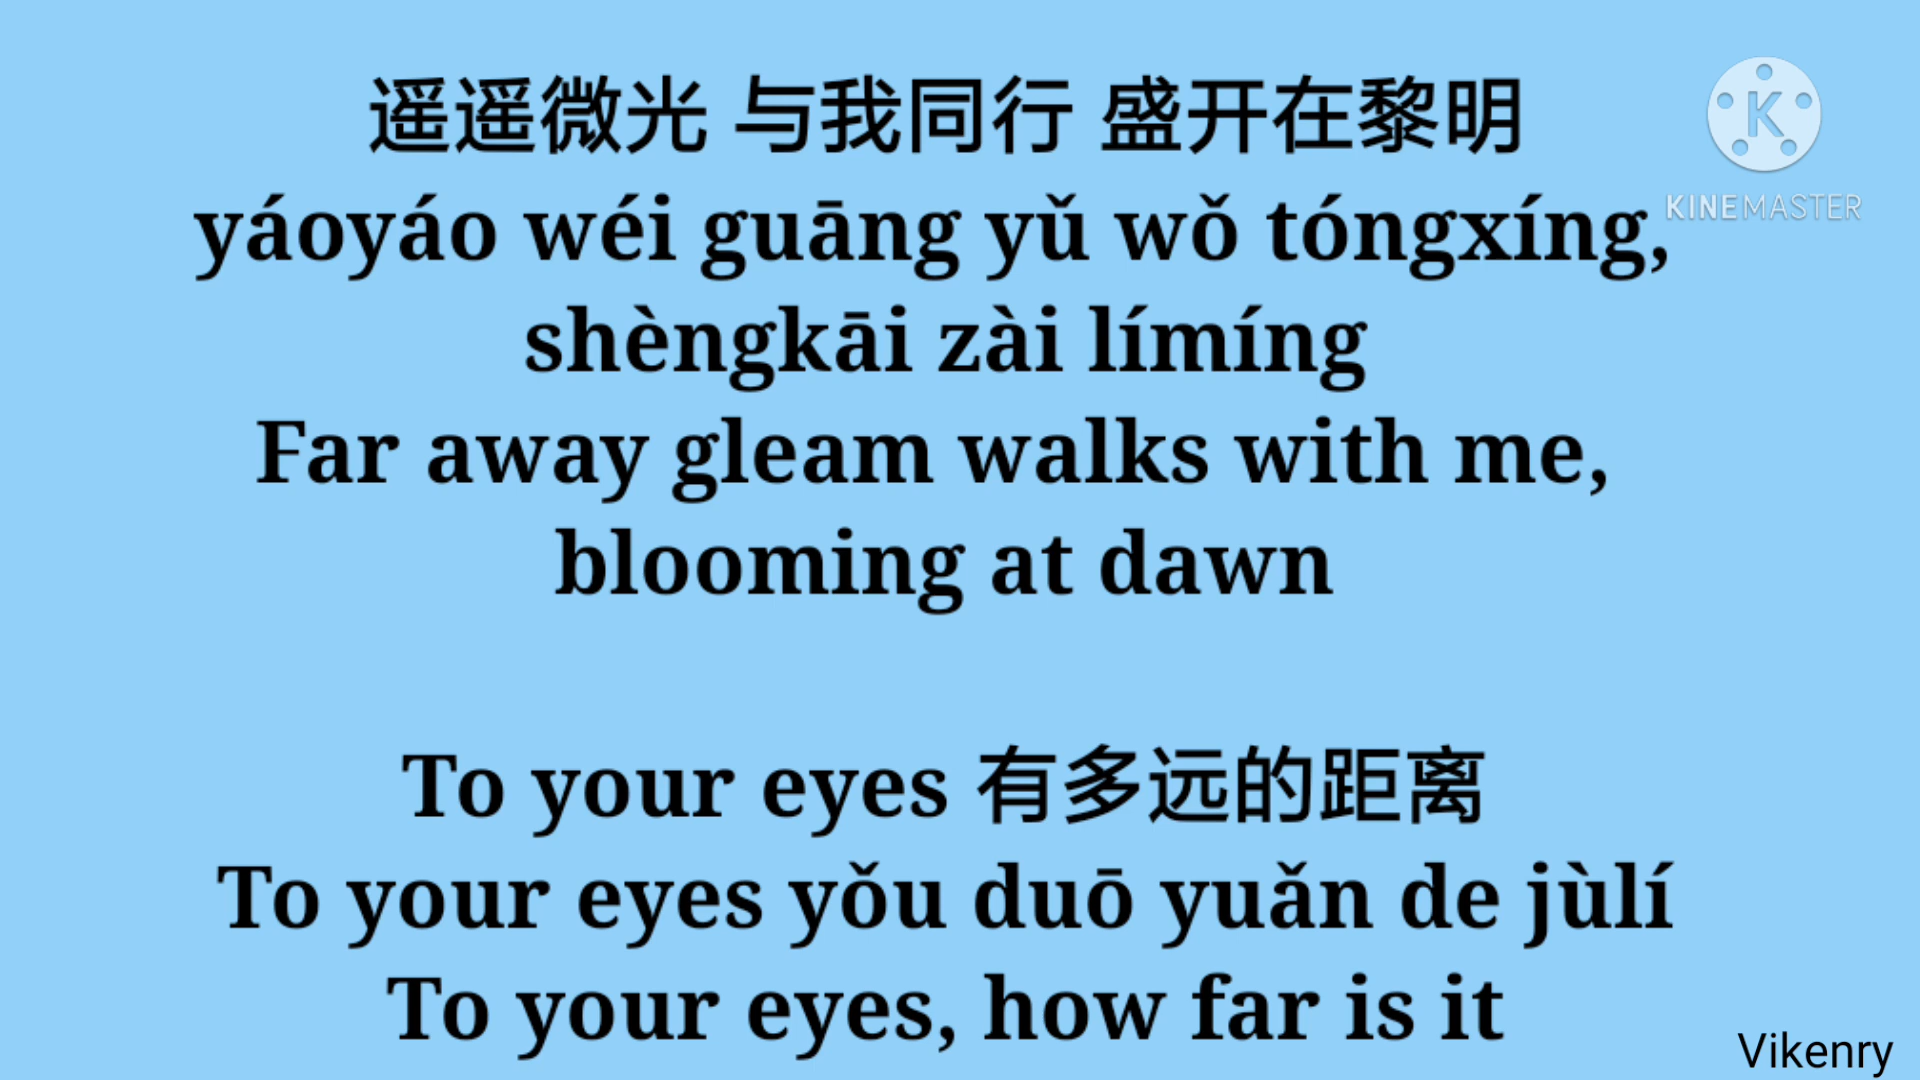 遥遥微光 与我同行 盛开在黎明
K
KINEMASTER
yáoyáo wéi guāng yǔ wǒ tóngxíng,
shèngkāi zài límíng
Far away gleam walks with me,
blooming at dawn
To your eyes 有多远的距离
To your eyes yǒu duō yuǎn de jùlí
To your eyes, how far is it
Vikenry